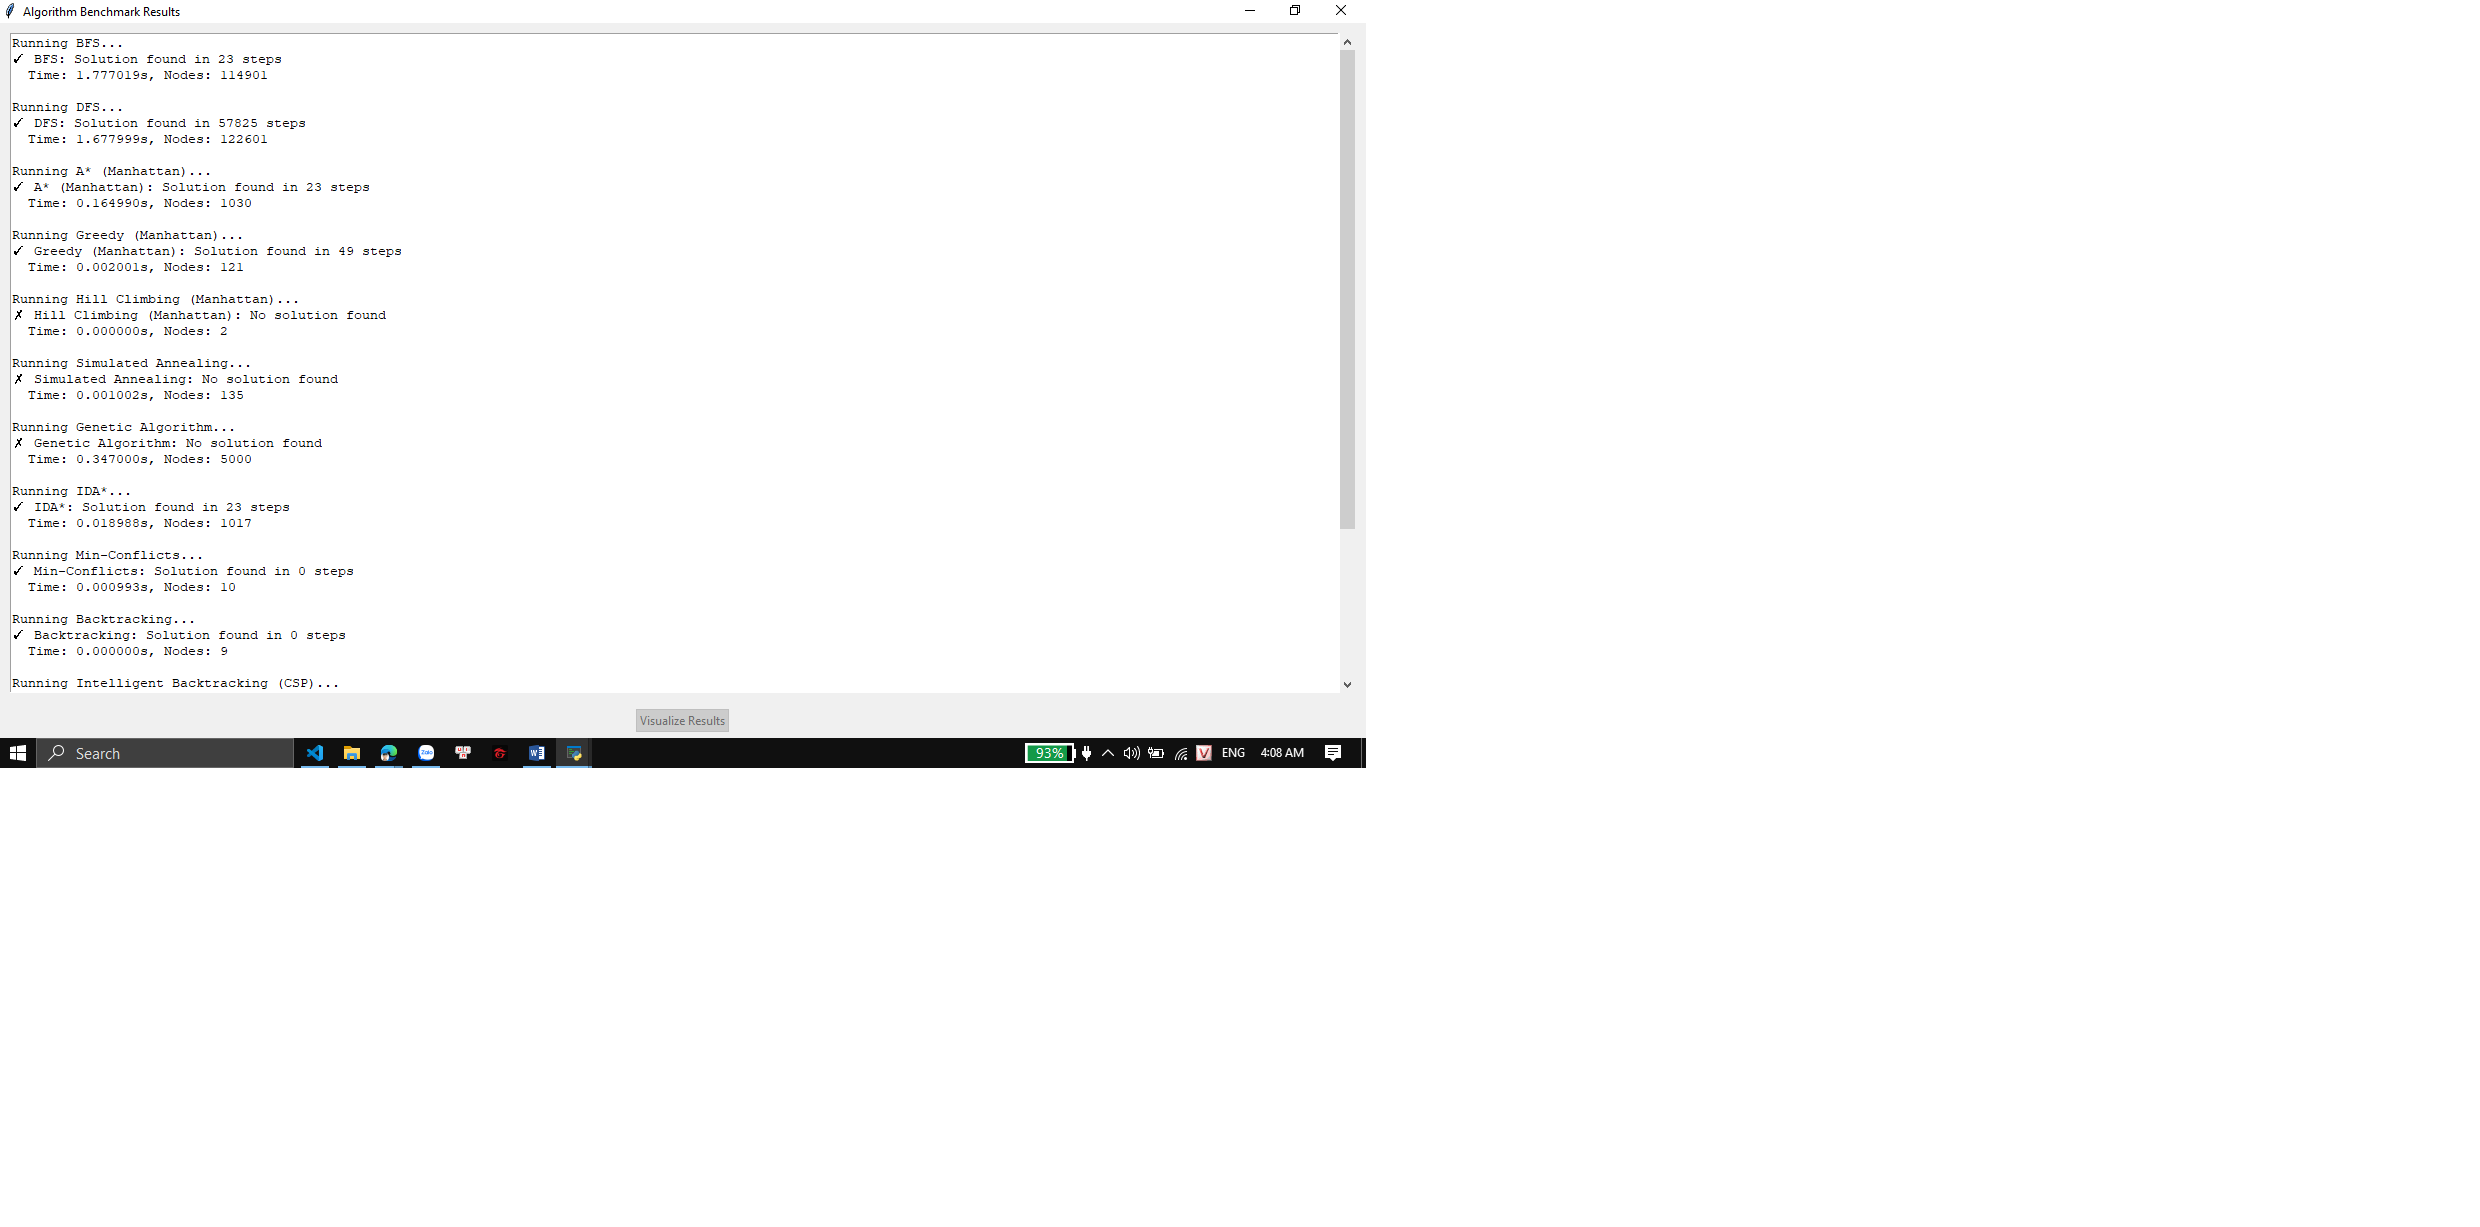 Algorithm Benchmark Results
Running BFS...
✓ BFS: Solution found in 23 steps
Time: 1.777019s, Nodes: 114901
Running DFS...
✓ DFS: Solution found in 57825 steps
Time: 1.677999s, Nodes: 122601
Running A* (Manhattan)...
✓ A* (Manhattan): Solution found in 23 steps
Time: 0.164990s, Nodes: 1030
Running Greedy (Manhattan)...
✓ Greedy (Manhattan): Solution found in 49 steps
Time: 0.002001s, Nodes: 121
Running Hill Climbing (Manhattan)...
✗ Hill Climbing (Manhattan): No solution found
Time: 0.000000s, Nodes: 2
Running Simulated Annealing...
✗ Simulated Annealing: No solution found
Time: 0.001002s, Nodes: 135
Running Genetic Algorithm...
✗ Genetic Algorithm: No solution found
Time: 0.347000s, Nodes: 5000
Running IDA*...
✓ IDA*: Solution found in 23 steps
Time: 0.018988s, Nodes: 1017
Running Min-Conflicts...
✓ Min-Conflicts: Solution found in 0 steps
Time: 0.000993s, Nodes: 10
Running Backtracking...
✓ Backtracking: Solution found in 0 steps
Time: 0.000000s, Nodes: 9
Running Intelligent Backtracking (CSP)...
Visualize Results
Search
Zalo
W
93%
V
ENG
4:08 AM